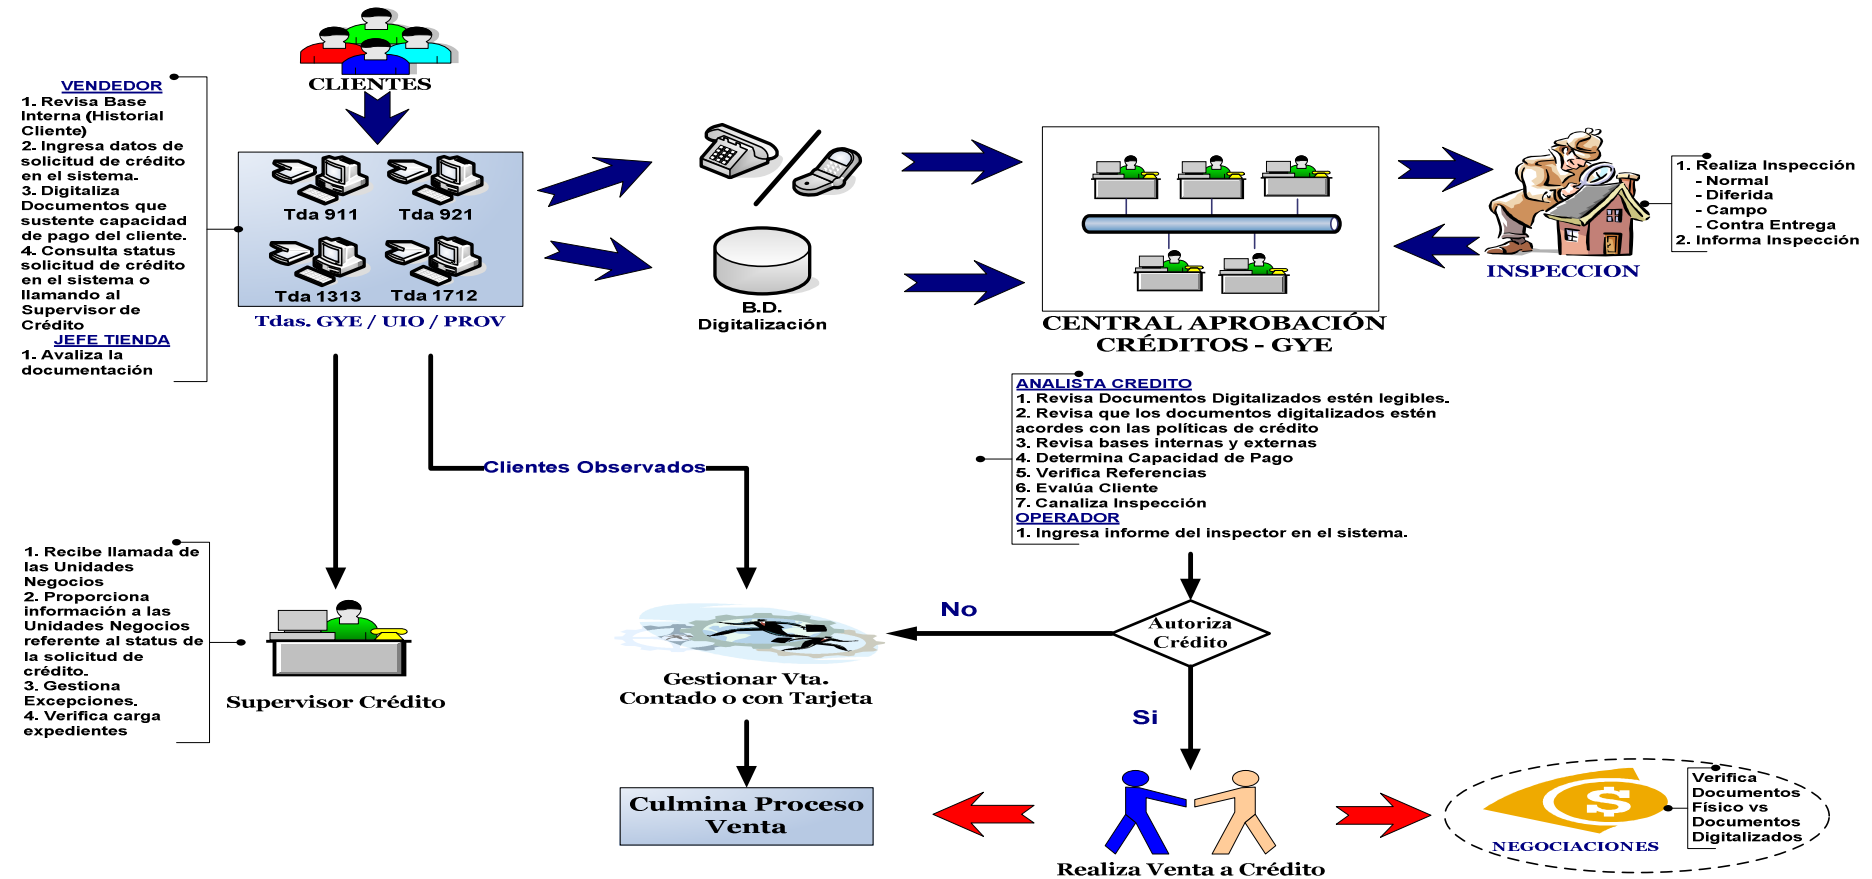 CLIENTES
VENDEDOR
1. Revisa Base
Interna (Historial
Cliente)
2. Ingresa datos de
solicitud de crédito
en el sistema.
3. Digitaliza
Documentos que
sustente capacidad
de pago del cliente.
4. Consulta status
solicitud de crédito
en el sistema o
llamando al
Supervisor de
Crédito
JEFE TIENDA
1. Avaliza la
documentación
Tda 911
Tda 921
Tda 1313
Tda 1712
Tdas. GYE / UIO / PROV
B.D.
Digitalización
CENTRAL APROBACIÓN
CRÉDITOS - GYE
INSPECCION
1. Realiza Inspección
- Normal
- Diferida
- Campo
- Contra Entrega
2. Informa Inspección
ANALISTA CREDITO
1. Revisa Documentos Digitalizados estén legibles.
2. Revisa que los documentos digitalizados estén
acordes con las políticas de crédito
3. Revisa bases internas y externas
4. Determina Capacidad de Pago
5. Verifica Referencias
6. Evalúa Cliente
7. Canaliza Inspección
OPERADOR
1. Ingresa informe del inspector en el sistema.
Clientes Observados
1. Recibe llamada de
las Unidades
Negocios
2. Proporciona
información a las
Unidades Negocios
referente al status de
la solicitud de
crédito.
3. Gestiona
Excepciones.
4. Verifica carga
expedientes
Supervisor Crédito
Gestionar Vta.
Contado o con Tarjeta
No
Autoriza
Crédito
Si
Culmina Proceso
Venta
Realiza Venta a Crédito
NEGOCIACIONES
Verifica
Documentos
Físico vs
Documentos
Digitalizados